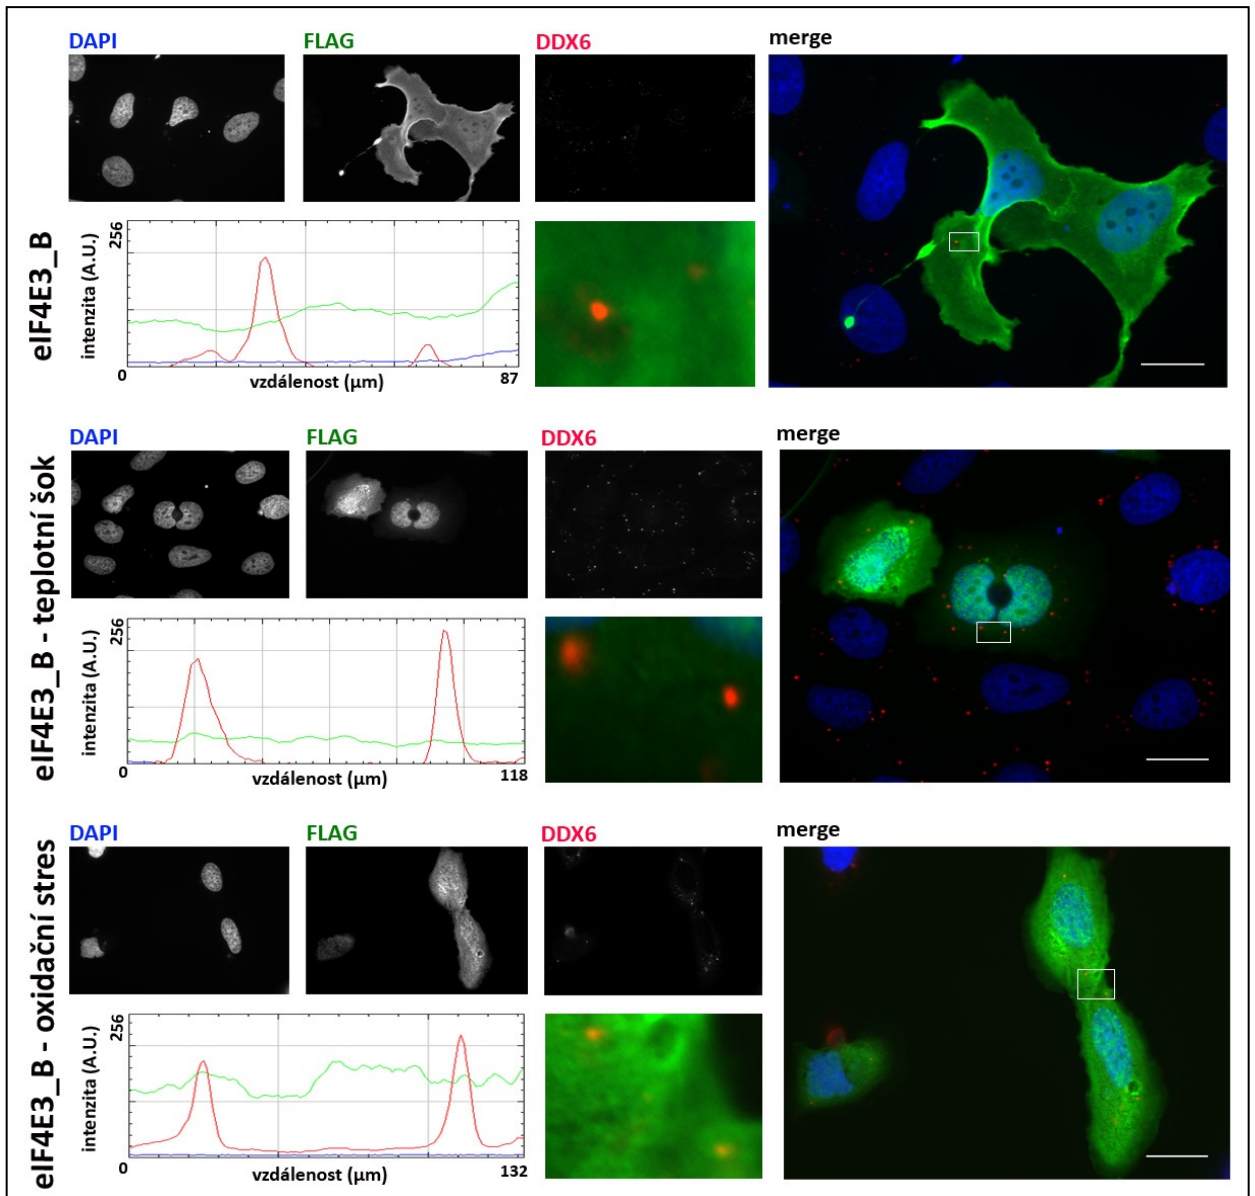 DAPI
FLAG
DDX6
merge
eIF4E3_B
intenzita (A.U.)
256
0
vzdálenost (µm)
87
DAPI
FLAG
DDX6
merge
eIF4E3_B - teplotní šok
intenzita (A.U.)
256
0
vzdálenost (µm)
118
DAPI
FLAG
DDX6
merge
eIF4E3_B - oxidační stres
intenzita (A.U.)
256
0
vzdálenost (µm)
132